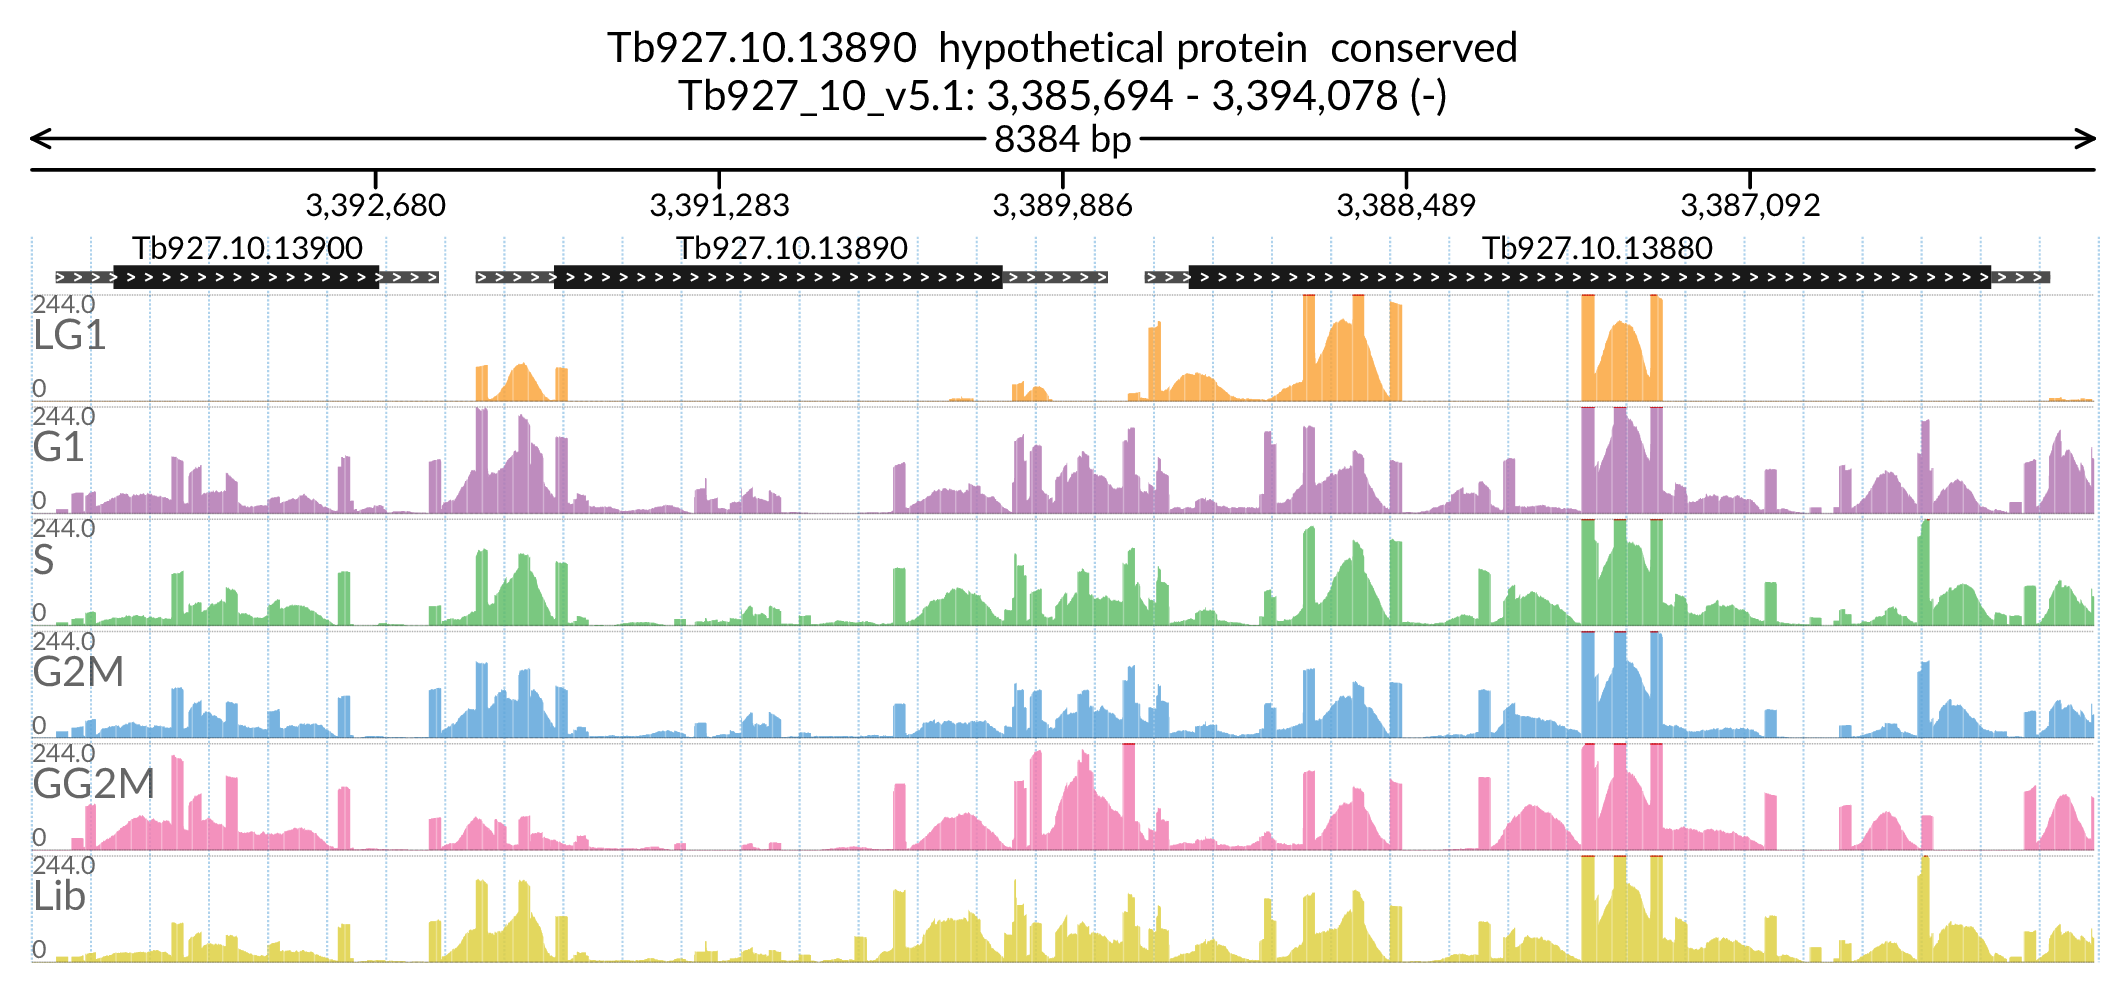 Tb927.10.13890  hypothetical protein  conserved
Tb927_10_v5.1: 3,385,694 - 3,394,078 (-)
8384 bp
3,392,680 3,391,283 3,389,886 3,388,489 3,387,092
Tb927.10.13900 Tb927.10.13890 Tb927.10.13880
244.0
LG1
0
244.0
G1
0
244.0
S
0
244.0
G2M
0
244.0
GG2M
0
244.0
Lib
0